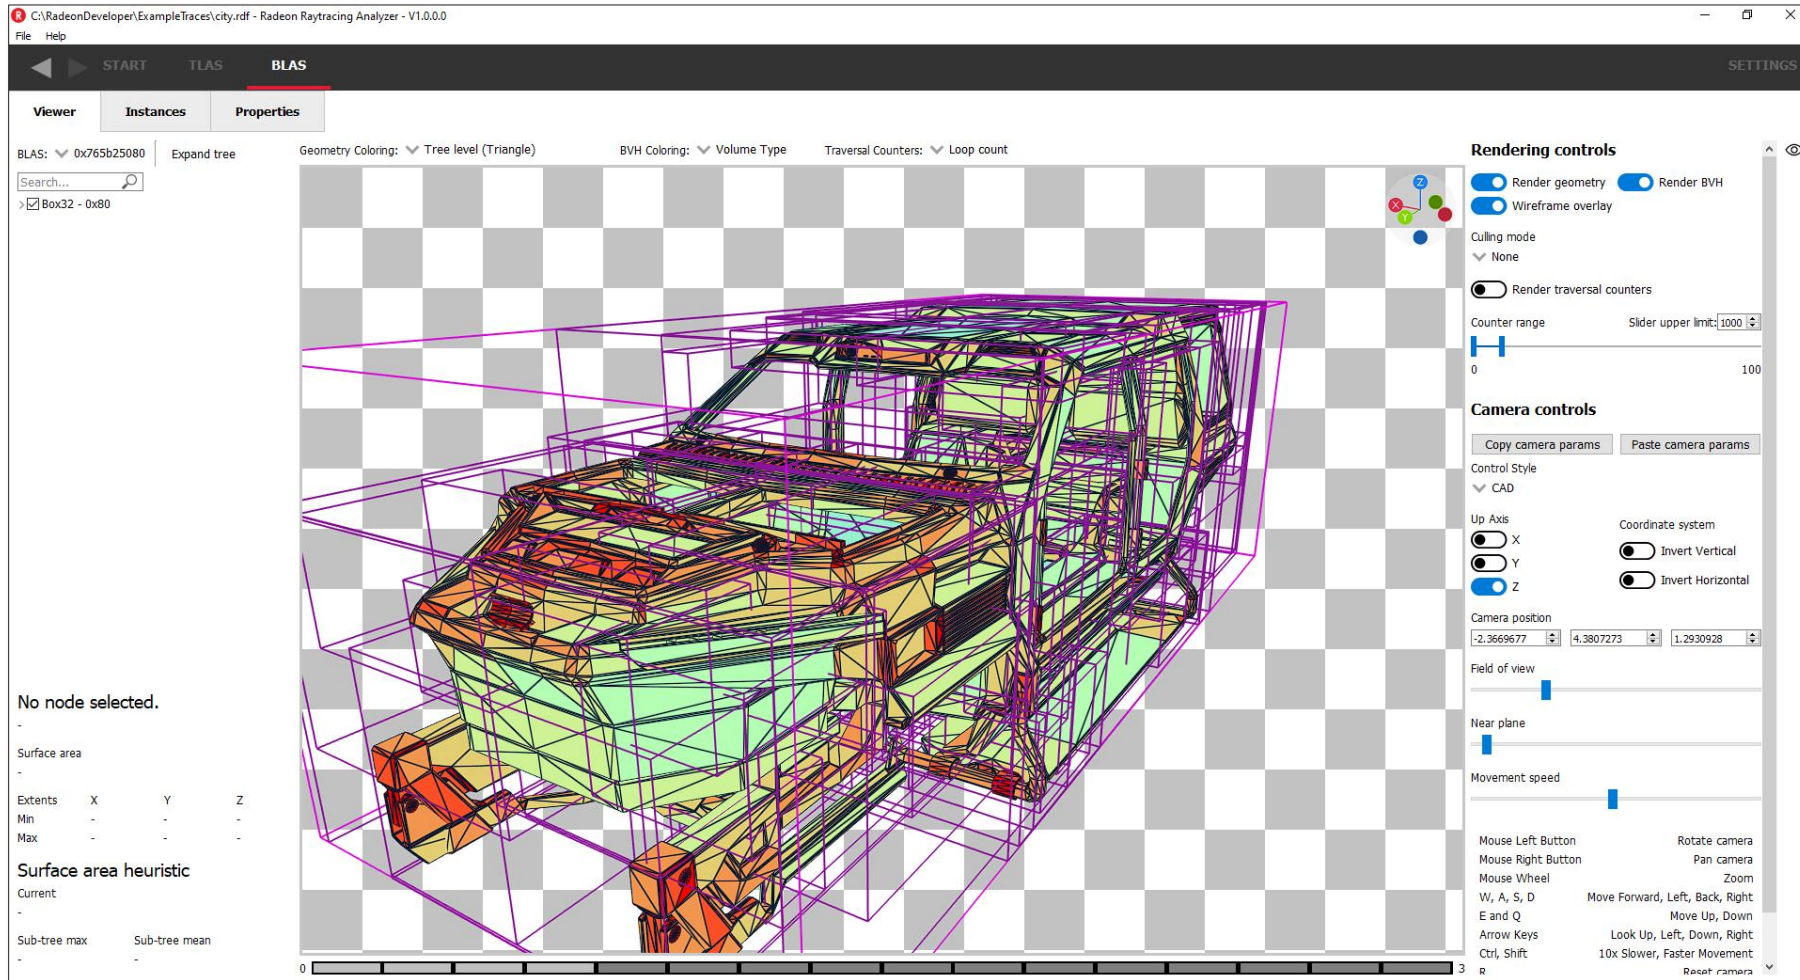 C:\RadeonDeveloper\ExampleTraces\city.rdf - Radeon Raytracing Analyzer - V1.0.0.0
File Help
START TLAS BLAS SETTINGS
Viewer Instances Properties
BLAS: 0x765b25080 Expand tree
Search...
Box32 - 0x80
No node selected.
-
Surface area
-
Extents X Y Z
Min - - -
Max - - -
Surface area heuristic
Current
-
Sub-tree max Sub-tree mean
- -
Geometry Coloring: Tree level (Triangle) BVH Coloring: Volume Type Traversal Counters: Loop count
Z
X
Y
0 3
Rendering controls
Render geometry Render BVH
Wireframe overlay
Culling mode
None
Render traversal counters
Counter range Slider upper limit: 1000
0 100
Camera controls
Copy camera params Paste camera params
Control Style
CAD
Up Axis Coordinate system
X
Invert Vertical
Y
Invert Horizontal
Z
Camera position
-2.3669677 4.3807273 1.2930928
Field of view
Near plane
Movement speed
Mouse Left Button Rotate camera
Mouse Right Button Pan camera
Mouse Wheel Zoom
W, A, S, D Move Forward, Left, Back, Right
E and Q Move Up, Down
Arrow Keys Look Up, Left, Down, Right
Ctrl, Shift 10x Slower, Faster Movement
R Reset camera